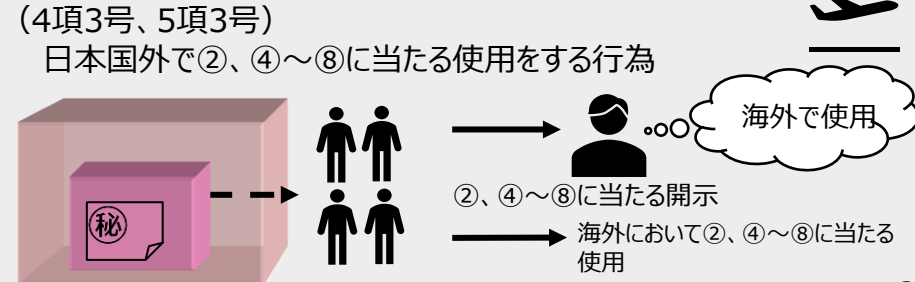 （4項3号、5項3号）
日本国外で②、④～⑧に当たる使用をする行為
海外で使用
㊙
②、④～⑧に当たる開示
海外において②、④～⑧に当たる
使用